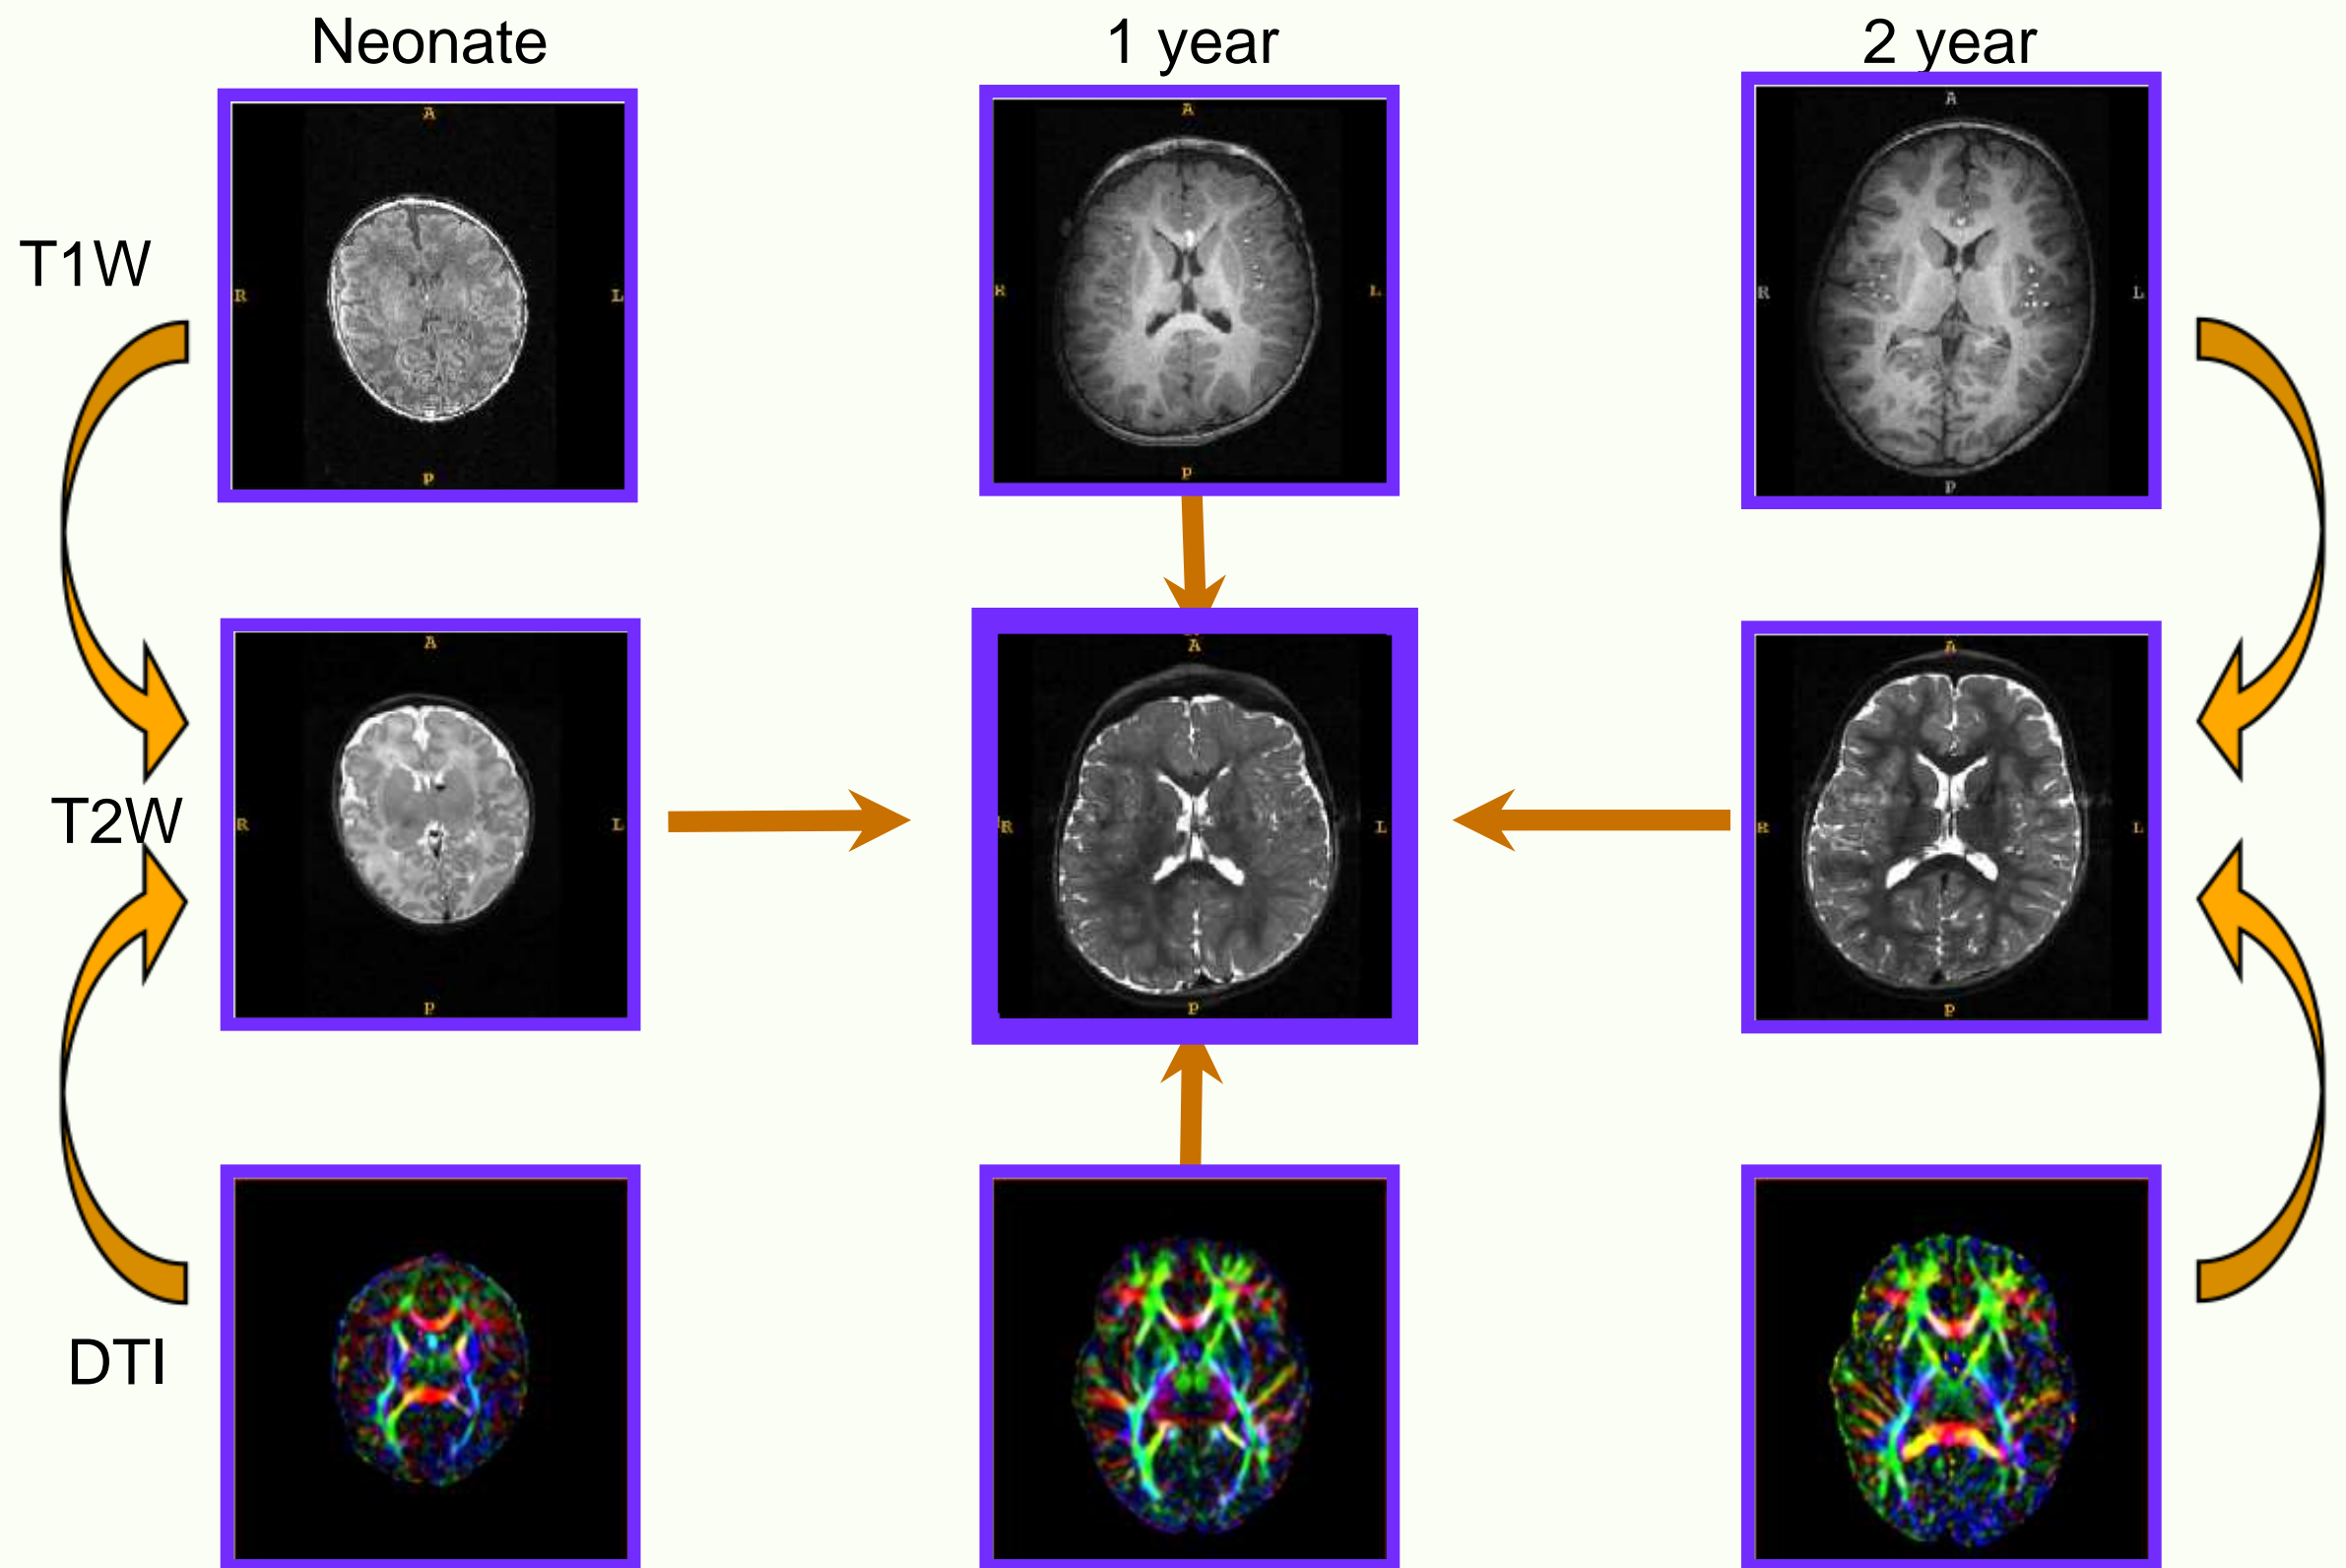 Neonate 1 year 2 year
A A A
T1W
R L R L R L
P P P
A A A
T2W
R L R L R L
P P P
DTI